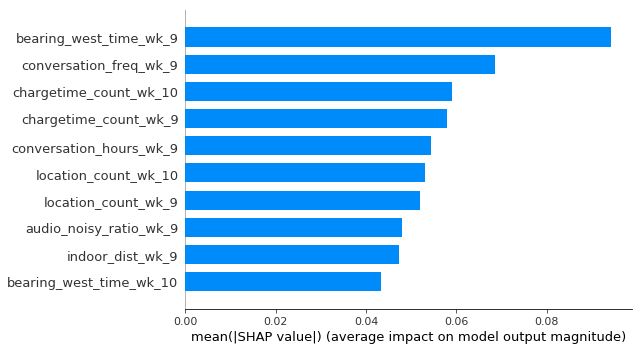 bearing_west_time_wk_9
conversation_freq_wk_9
chargetime_count_wk_10
chargetime_count_wk_9
conversation_hours_wk_9
location_count_wk_10
location_count_wk_9
audio_noisy_ratio_wk_9
indoor_dist_wk_9
bearing_west_time_wk_10
0.00 0.02 0.04 0.06 0.08
mean(|SHAP value|) (average impact on model output magnitude)